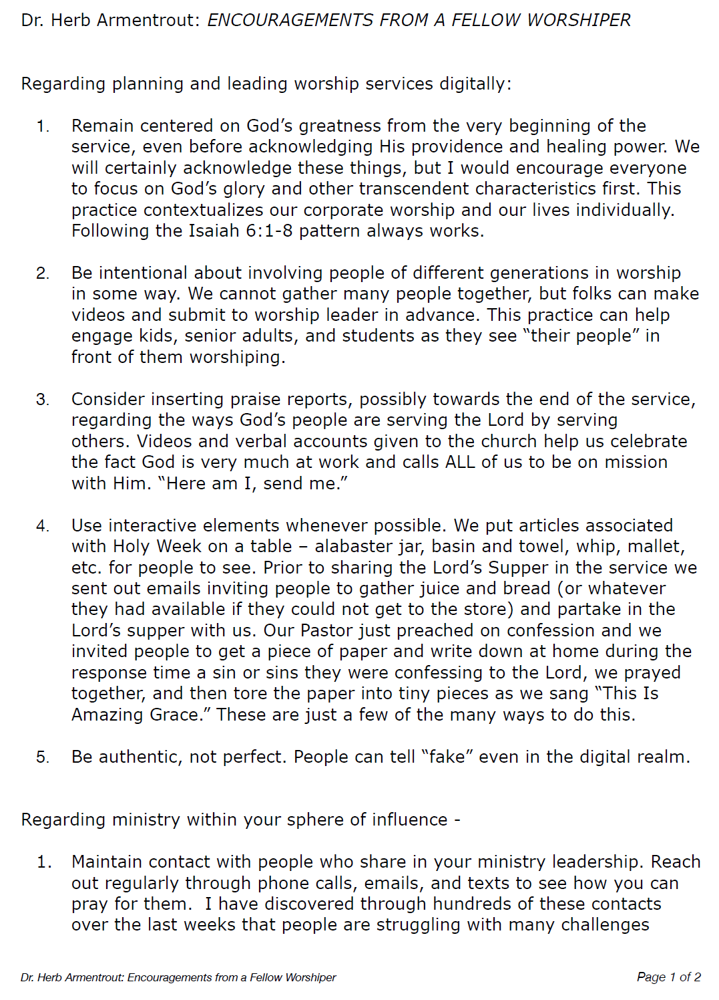 Dr. Herb Armentrout: ENCOURAGEMENTS FROM A FELLOW WORSHIPER
Regarding planning and leading worship services digitally:
1. Remain centered on God’s greatness from the very beginning of the
service, even before acknowledging His providence and healing power. We
will certainly acknowledge these things, but I would encourage everyone
to focus on God’s glory and other transcendent characteristics first. This
practice contextualizes our corporate worship and our lives individually.
Following the Isaiah 6:1-8 pattern always works.
2. Be intentional about involving people of different generations in worship
in some way. We cannot gather many people together, but folks can make
videos and submit to worship leader in advance. This practice can help
engage kids, senior adults, and students as they see “their people” in
front of them worshiping.
3. Consider inserting praise reports, possibly towards the end of the service,
regarding the ways God’s people are serving the Lord by serving
others. Videos and verbal accounts given to the church help us celebrate
the fact God is very much at work and calls ALL of us to be on mission
with Him. “Here am I, send me.”
4. Use interactive elements whenever possible. We put articles associated
with Holy Week on a table – alabaster jar, basin and towel, whip, mallet,
etc. for people to see. Prior to sharing the Lord’s Supper in the service we
sent out emails inviting people to gather juice and bread (or whatever
they had available if they could not get to the store) and partake in the
Lord’s supper with us. Our Pastor just preached on confession and we
invited people to get a piece of paper and write down at home during the
response time a sin or sins they were confessing to the Lord, we prayed
together, and then tore the paper into tiny pieces as we sang “This Is
Amazing Grace.” These are just a few of the many ways to do this.
5. Be authentic, not perfect. People can tell “fake” even in the digital realm.
Regarding ministry within your sphere of influence -
1. Maintain contact with people who share in your ministry leadership. Reach
out regularly through phone calls, emails, and texts to see how you can
pray for them.  I have discovered through hundreds of these contacts
over the last weeks that people are struggling with many challenges
Dr. Herb Armentrout: Encouragements from a Fellow Worshiper Page 1 of 2